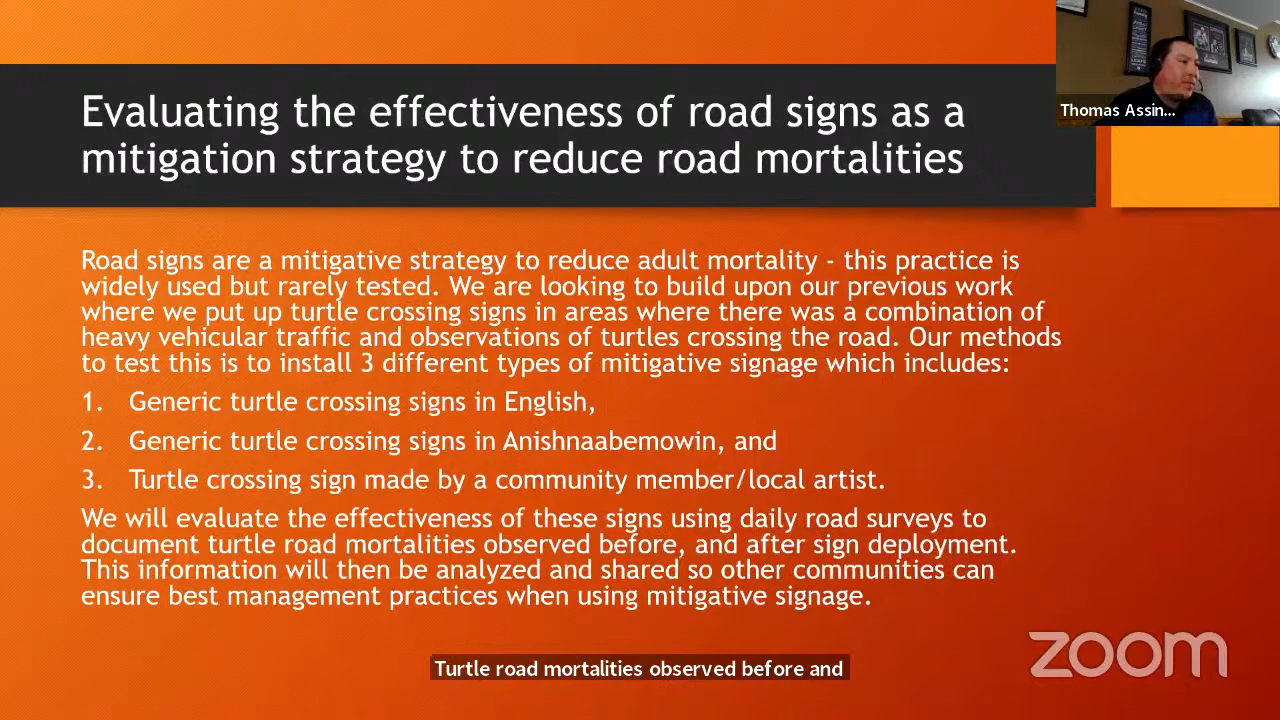 Evaluating the effectiveness of road signs as a
mitigation strategy to reduce road mortalities
Thomas Assin...
Road signs are a mitigative strategy to reduce adult mortality - this practice is
widely used but rarely tested. We are looking to build upon our previous work
where we put up turtle crossing signs in areas where there was a combination of
heavy vehicular traffic and observations of turtles crossing the road. Our methods
to test this is to install 3 different types of mitigative signage which includes:
1. Generic turtle crossing signs in English,
2. Generic turtle crossing signs in Anishnaabemowin, and
3. Turtle crossing sign made by a community member/local artist.
We will evaluate the effectiveness of these signs using daily road surveys to
document turtle road mortalities observed before, and after sign deployment.
This information will then be analyzed and shared so other communities can
ensure best management practices when using mitigative signage.
Turtle road mortalities observed before and
zoom